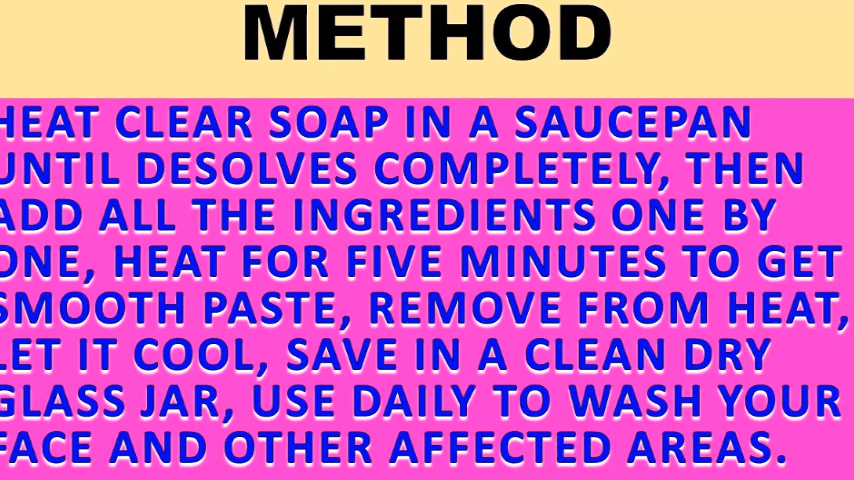 METHOD
HEAT CLEAR SOAP IN A SAUCEPAN
UNTIL DESOLVES COMPLETELY, THEN
ADD ALL THE INGREDIENTS ONE BY
ONE, HEAT FOR FIVE MINUTES TO GET
SMOOTH PASTE, REMOVE FROM HEAT,
LET IT COOL, SAVE IN A CLEAN DRY
GLASS JAR, USE DAILY TO WASH YOUR
FACE AND OTHER AFFECTED AREAS.